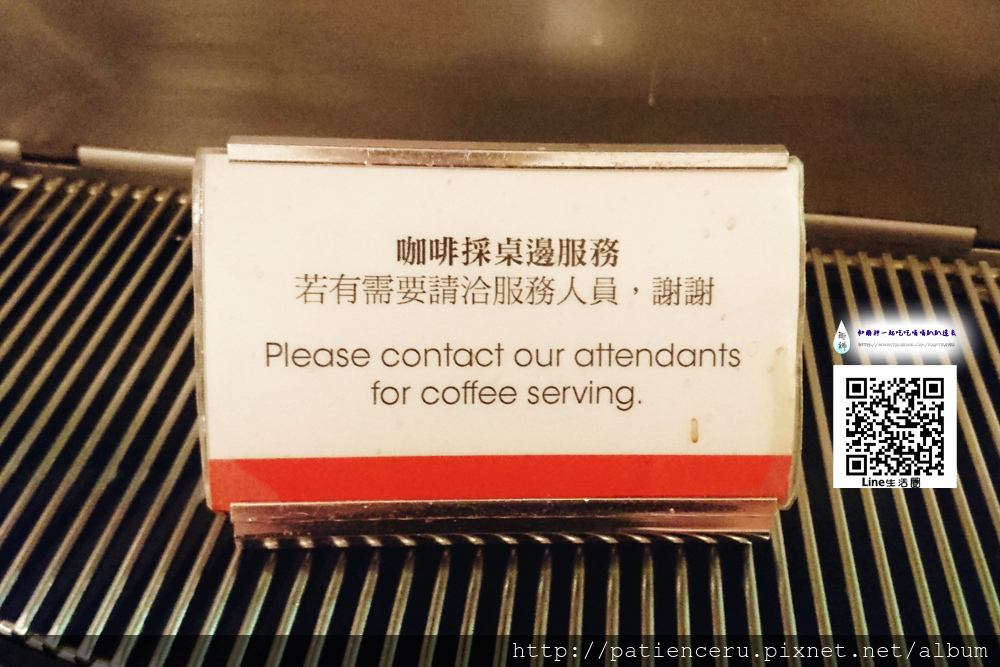 咖啡採桌邊服務
若有需要請洽服務人員，謝謝
Please contact our attendants
for coffee serving.
Line生活圈
http://patienceru.pixnet.net/album